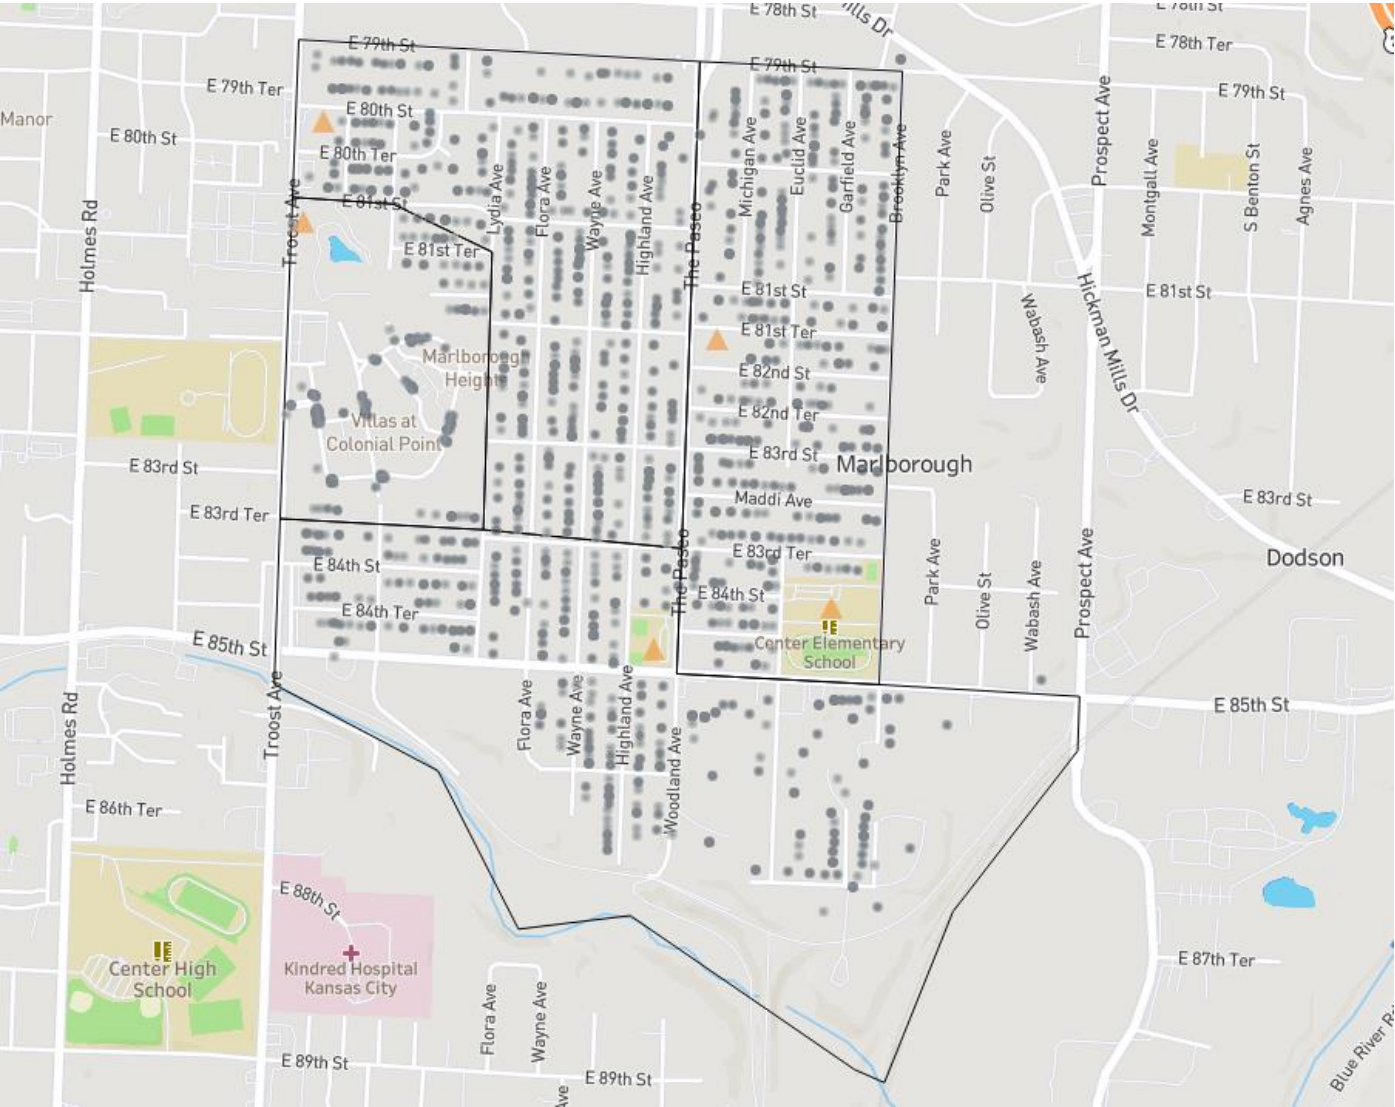 E 78th St
Hills Dr
E 78th St
E 79th St
E 78th Ter
E 79th St
E 79th Ter
E 79th St
Prospect Ave
E 80th St
Manor
E 80th St
E 80th Ter
Michigan Ave
Euclid Ave
Garfield Ave
Brooklyn Ave
Park Ave
Olive St
Montgall Ave
S Benton St
Agnes Ave
Lydia Ave
Flora Ave
Wayne Ave
Highland Ave
The Paseo
Troost Ave
E 81st St
Holmes Rd
E 81st Ter
E 81st St
E 81st St
Hickman Mills Dr
Wabash Ave
E 81st Ter
Marlborough
Heights
E 82nd St
E 82nd Ter
Villas at
Colonial Point
E 83rd St
E 83rd St
Marlborough
E 83rd St
Maddi Ave
E 83rd Ter
E 83rd Ter
Dodson
E 84th St
The Paseo
E 84th St
Park Ave
Olive St
Wabash Ave
Prospect Ave
E 84th Ter
E 85th St
Center Elementary
School
E 85th St
Troost Ave
Holmes Rd
Flora Ave
Wayne Ave
Highland Ave
Woodland Ave
E 86th Ter
E 88th St
Center High
School
Kindred Hospital
Kansas City
E 87th Ter
Flora Ave
Wayne Ave
E 89th St
E 89th St
Ave
Blue River Rd